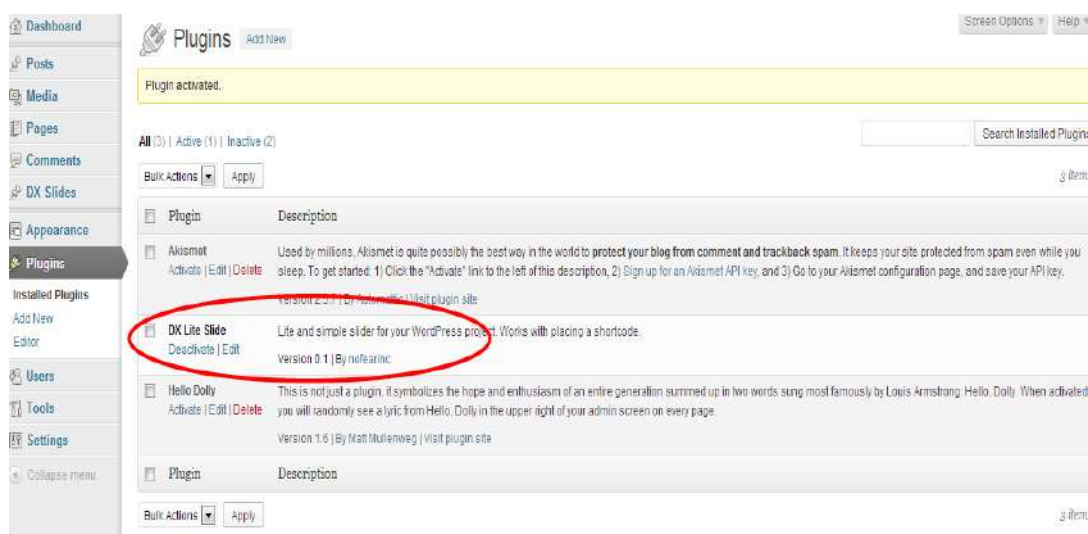 Dashboard
Posts
Media
Pages
Comments
DX Slides
Appearance
Plugins
Installed Plugins
Add New
Editor
Users
Tools
Settings
Collapse menu
Screen Options Help
Plugins Add New
Plugin activated.
All (3) | Active (1) | Inactive (2)
Search Installed Plugins
Bulk Actions Apply
3 item
Plugin Description
Akismet Used by millions, Akismet is quite possibly the best way in the world to protect your blog from comment and trackback spam. It keeps your site protected from spam even while you
Activate | Edit | Delete sleep. To get started: 1) Click the "Activate" link to the left of this description, 2) Sign up for an Akismet API key, and 3) Go to your Akismet configuration page, and save your API key.
Version 2.5.7 | By Automattic | Visit plugin site
DX Lite Slide Lite and simple slider for your WordPress project. Works with placing a shortcode.
Deactivate | Edit
Version 0.1 | By nofearinc
Hello Dolly This is not just a plugin, it symbolizes the hope and enthusiasm of an entire generation summed up in two words sung most famously by Louis Armstrong: Hello, Dolly. When activated
Activate | Edit | Delete you will randomly see a lyric from Hello, Dolly in the upper right of your admin screen on every page.
Version 1.6 | By Matt Mullenweg | Visit plugin site
Plugin Description
Bulk Actions Apply
3 item